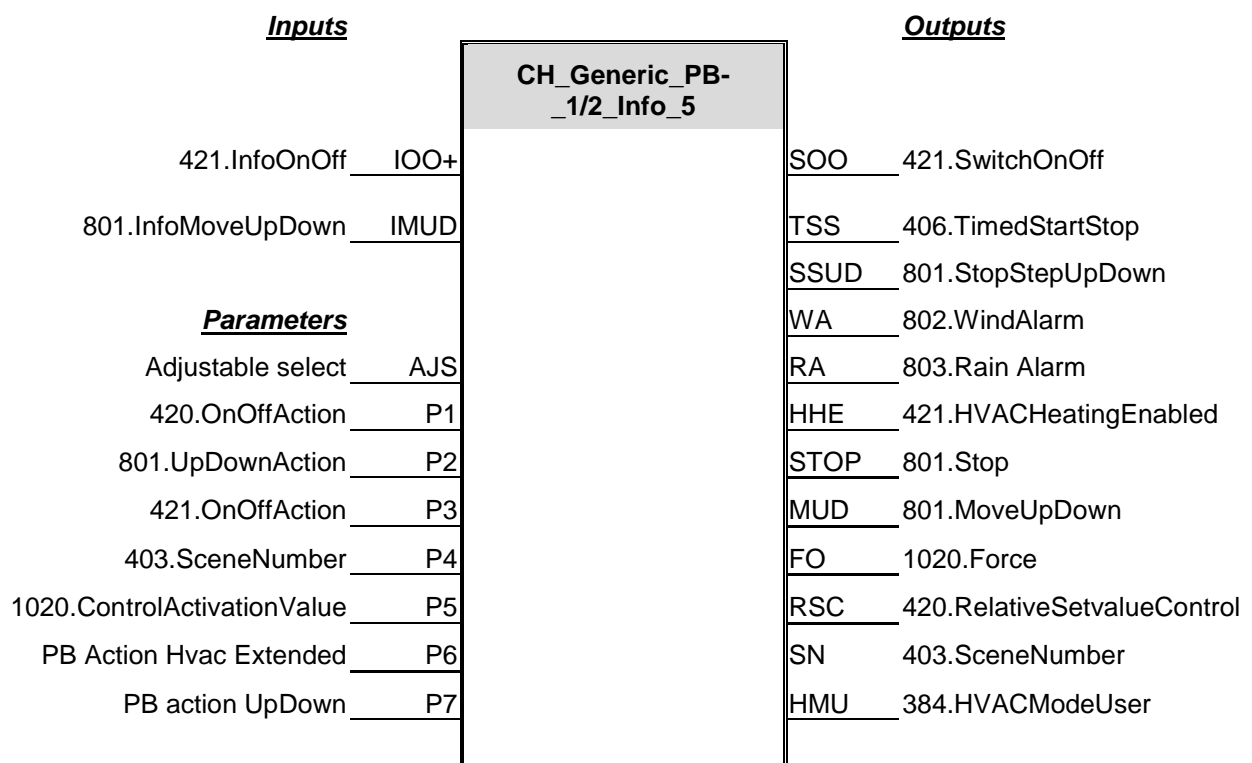 Inputs
Outputs
CH_Generic_PB-
_1/2_Info_5
421.InfoOnOff IOO+ SOO 421.SwitchOnOff
801.InfoMoveUpDown IMUD TSS 406.TimedStartStop
SSUD 801.StopStepUpDown
Parameters WA 802.WindAlarm
Adjustable select AJS RA 803.Rain Alarm
420.OnOffAction P1 HHE 421.HVACHeatingEnabled
801.UpDownAction P2 STOP 801.Stop
421.OnOffAction P3 MUD 801.MoveUpDown
403.SceneNumber P4 FO 1020.Force
1020.ControlActivationValue P5 RSC 420.RelativeSetvalueControl
PB Action Hvac Extended P6 SN 403.SceneNumber
PB action UpDown P7 HMU 384.HVACModeUser